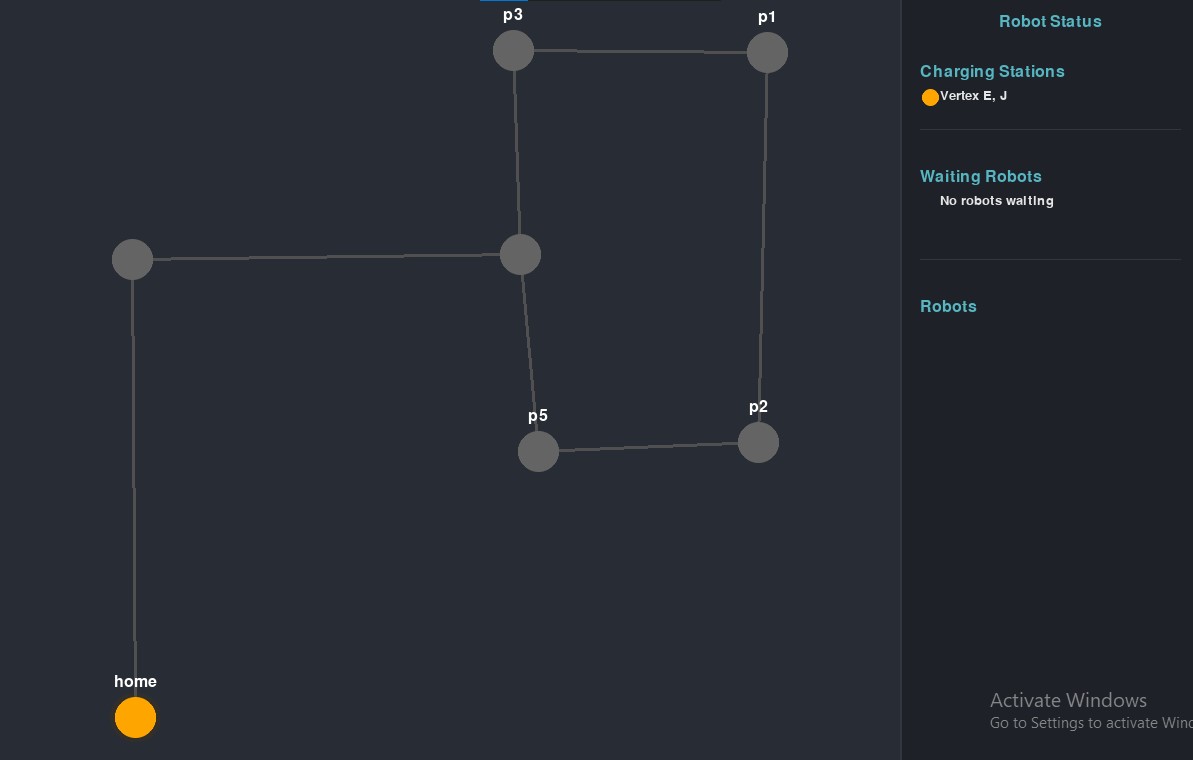 p3
p1
p5
p2
home
Robot Status
Charging Stations
Vertex E, J
Waiting Robots
No robots waiting
Robots
Activate Windows
Go to Settings to activate